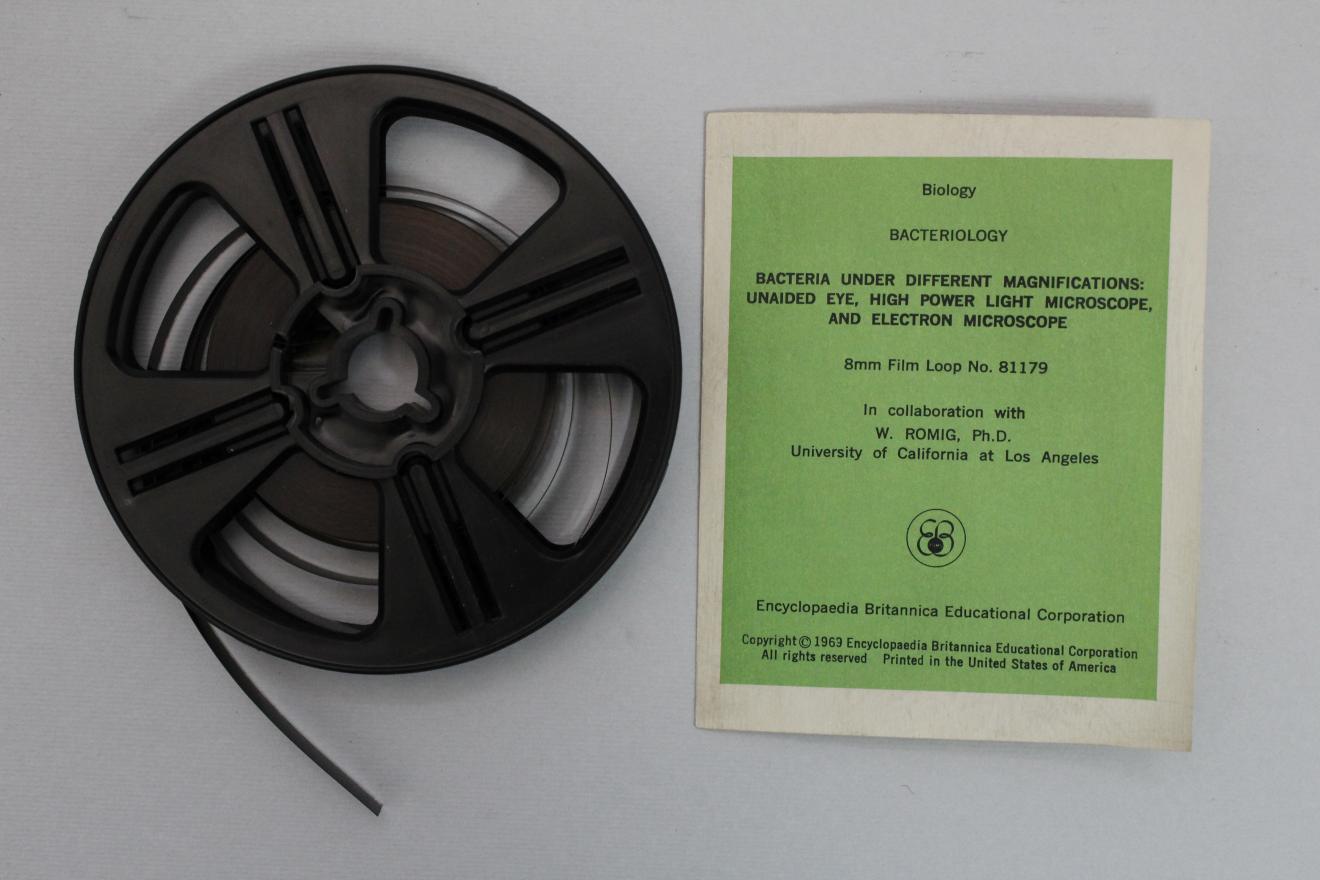 Biology
BACTERIOLOGY
BACTERIA UNDER DIFFERENT MAGNIFICATIONS:
UNAIDED EYE, HIGH POWER LIGHT MICROSCOPE,
AND ELECTRON MICROSCOPE
8mm Film Loop No. 81179
In collaboration with
W. ROMIG, Ph.D.
University of California at Los Angeles
Encyclopaedia Britannica Educational Corporation
Copyright © 1969 Encyclopaedia Britannica Educational Corporation
All rights reserved Printed in the United States of America